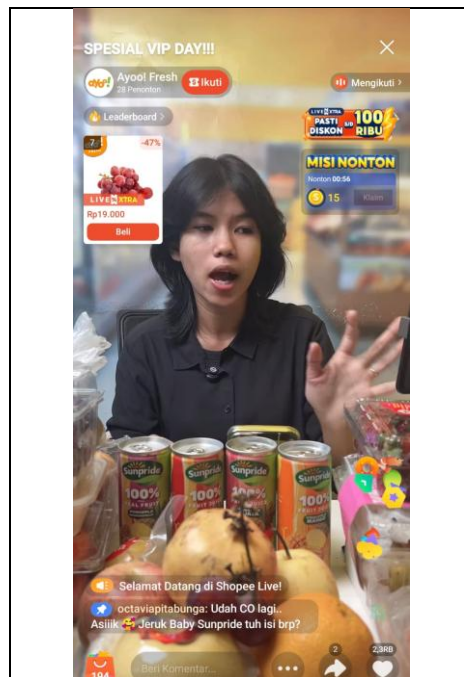 SPESIAL VIP DAY!!!
ayoo!
Ayoo! Fresh
28 Penonton
Ikuti
Mengikuti >
Leaderboard >
LIVE XTRA
PASTI DISKON S/D 100 RIBU
7
-47%
LIVE XTRA
Rp19.000
Beli
MISI NONTON
Nonton 00:56
15
Klaim
Sunpride
Sunpride
Sunpride
Sunpride
100%
100%
100%
100%
Selamat Datang di Shopee Live!
octaviapitabunga: Udah CO lagi..
Asiiik 🥰 Jeruk Baby Sunpride tuh isi brp?
194
Beri Komentar...
2
2,3RB